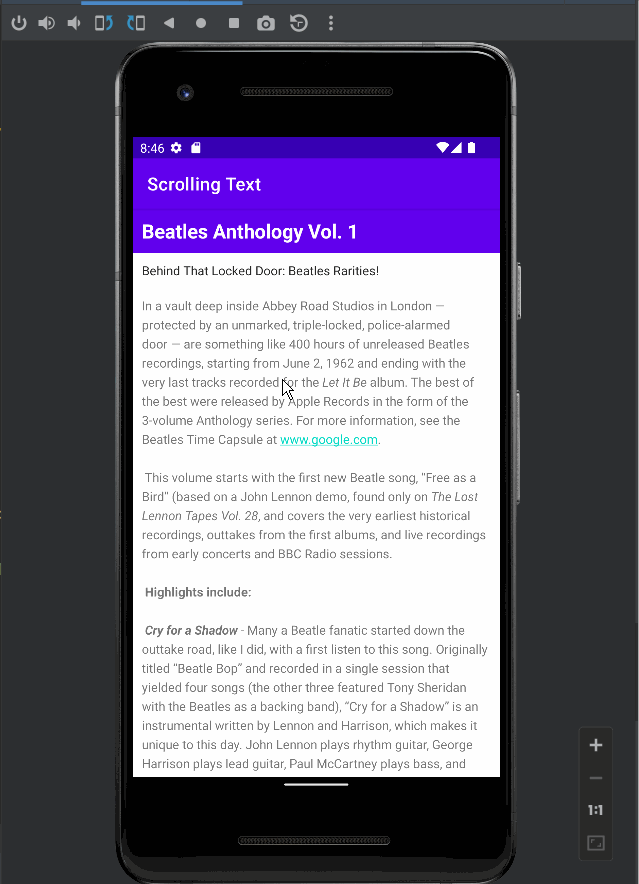 8:46
Scrolling Text
Beatles Anthology Vol. 1
Behind That Locked Door: Beatles Rarities!
In a vault deep inside Abbey Road Studios in London —
protected by an unmarked, triple-locked, police-alarmed
door — are something like 400 hours of unreleased Beatles
recordings, starting from June 2, 1962 and ending with the
very last tracks recorded for the Let It Be album. The best of
the best were released by Apple Records in the form of the
3-volume Anthology series. For more information, see the
Beatles Time Capsule at www.google.com.
This volume starts with the first new Beatle song, “Free as a
Bird” (based on a John Lennon demo, found only on The Lost
Lennon Tapes Vol. 28, and covers the very earliest historical
recordings, outtakes from the first albums, and live recordings
from early concerts and BBC Radio sessions.
Highlights include:
Cry for a Shadow - Many a Beatle fanatic started down the
outtake road, like I did, with a first listen to this song. Originally
titled “Beatle Bop” and recorded in a single session that
yielded four songs (the other three featured Tony Sheridan
with the Beatles as a backing band), “Cry for a Shadow” is an
instrumental written by Lennon and Harrison, which makes it
unique to this day. John Lennon plays rhythm guitar, George
Harrison plays lead guitar, Paul McCartney plays bass, and
1:1